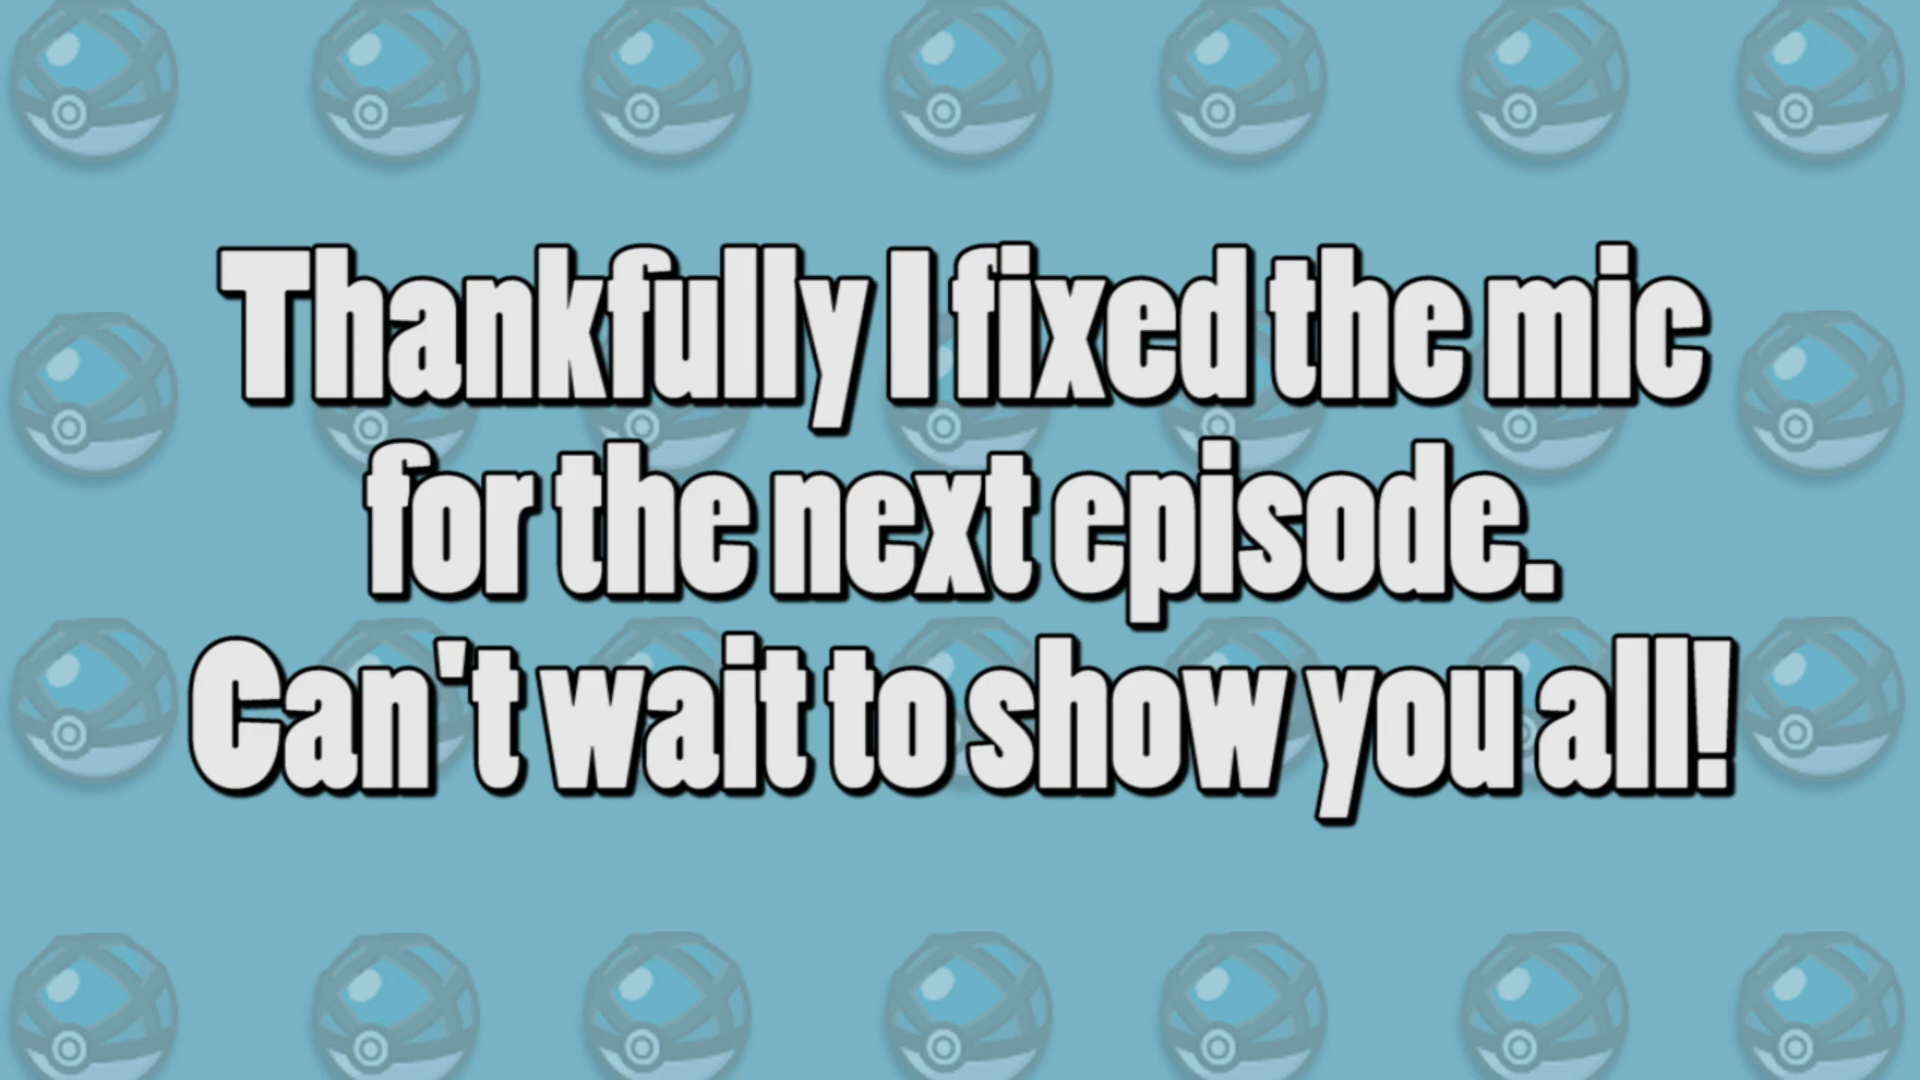 Thankfully I fixed the mic
for the next episode.
Can't wait to show you all!